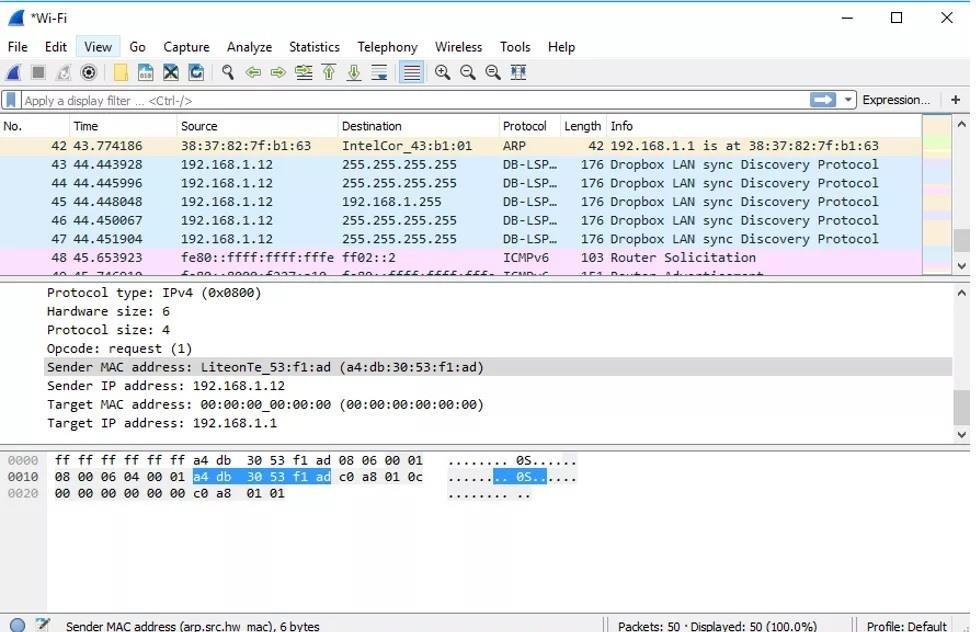 *Wi-Fi
File Edit View Go Capture Analyze Statistics Telephony Wireless Tools Help
Apply a display filter ... <Ctrl-/> Expression... +
No. Time Source Destination Protocol Length Info
42 43.774186 38:37:82:7f:b1:63 IntelCor_43:b1:01 ARP 42 192.168.1.1 is at 38:37:82:7f:b1:63
43 44.443928 192.168.1.12 255.255.255.255 DB-LSP… 176 Dropbox LAN sync Discovery Protocol
44 44.445996 192.168.1.12 255.255.255.255 DB-LSP… 176 Dropbox LAN sync Discovery Protocol
45 44.448048 192.168.1.12 192.168.1.255 DB-LSP… 176 Dropbox LAN sync Discovery Protocol
46 44.450067 192.168.1.12 255.255.255.255 DB-LSP… 176 Dropbox LAN sync Discovery Protocol
47 44.451904 192.168.1.12 255.255.255.255 DB-LSP… 176 Dropbox LAN sync Discovery Protocol
48 45.653923 fe80::ffff:ffff:fffe ff02::2 ICMPv6 103 Router Solicitation
ICMPv6 151 Router Advertisement
Protocol type: IPv4 (0x0800)
Hardware size: 6
Protocol size: 4
Opcode: request (1)
Sender MAC address: LiteonTe_53:f1:ad (a4:db:30:53:f1:ad)
Sender IP address: 192.168.1.12
Target MAC address: 00:00:00_00:00:00 (00:00:00:00:00:00)
Target IP address: 192.168.1.1
0000 ff ff ff ff ff ff a4 db 30 53 f1 ad 08 06 00 01 ........ 0S......
0010 08 00 06 04 00 01 a4 db 30 53 f1 ad c0 a8 01 0c ........ 0S......
0020 00 00 00 00 00 00 c0 a8 01 01 ........ ..
Sender MAC address (arp.src.hw_mac), 6 bytes Packets: 50 · Displayed: 50 (100.0%) Profile: Default